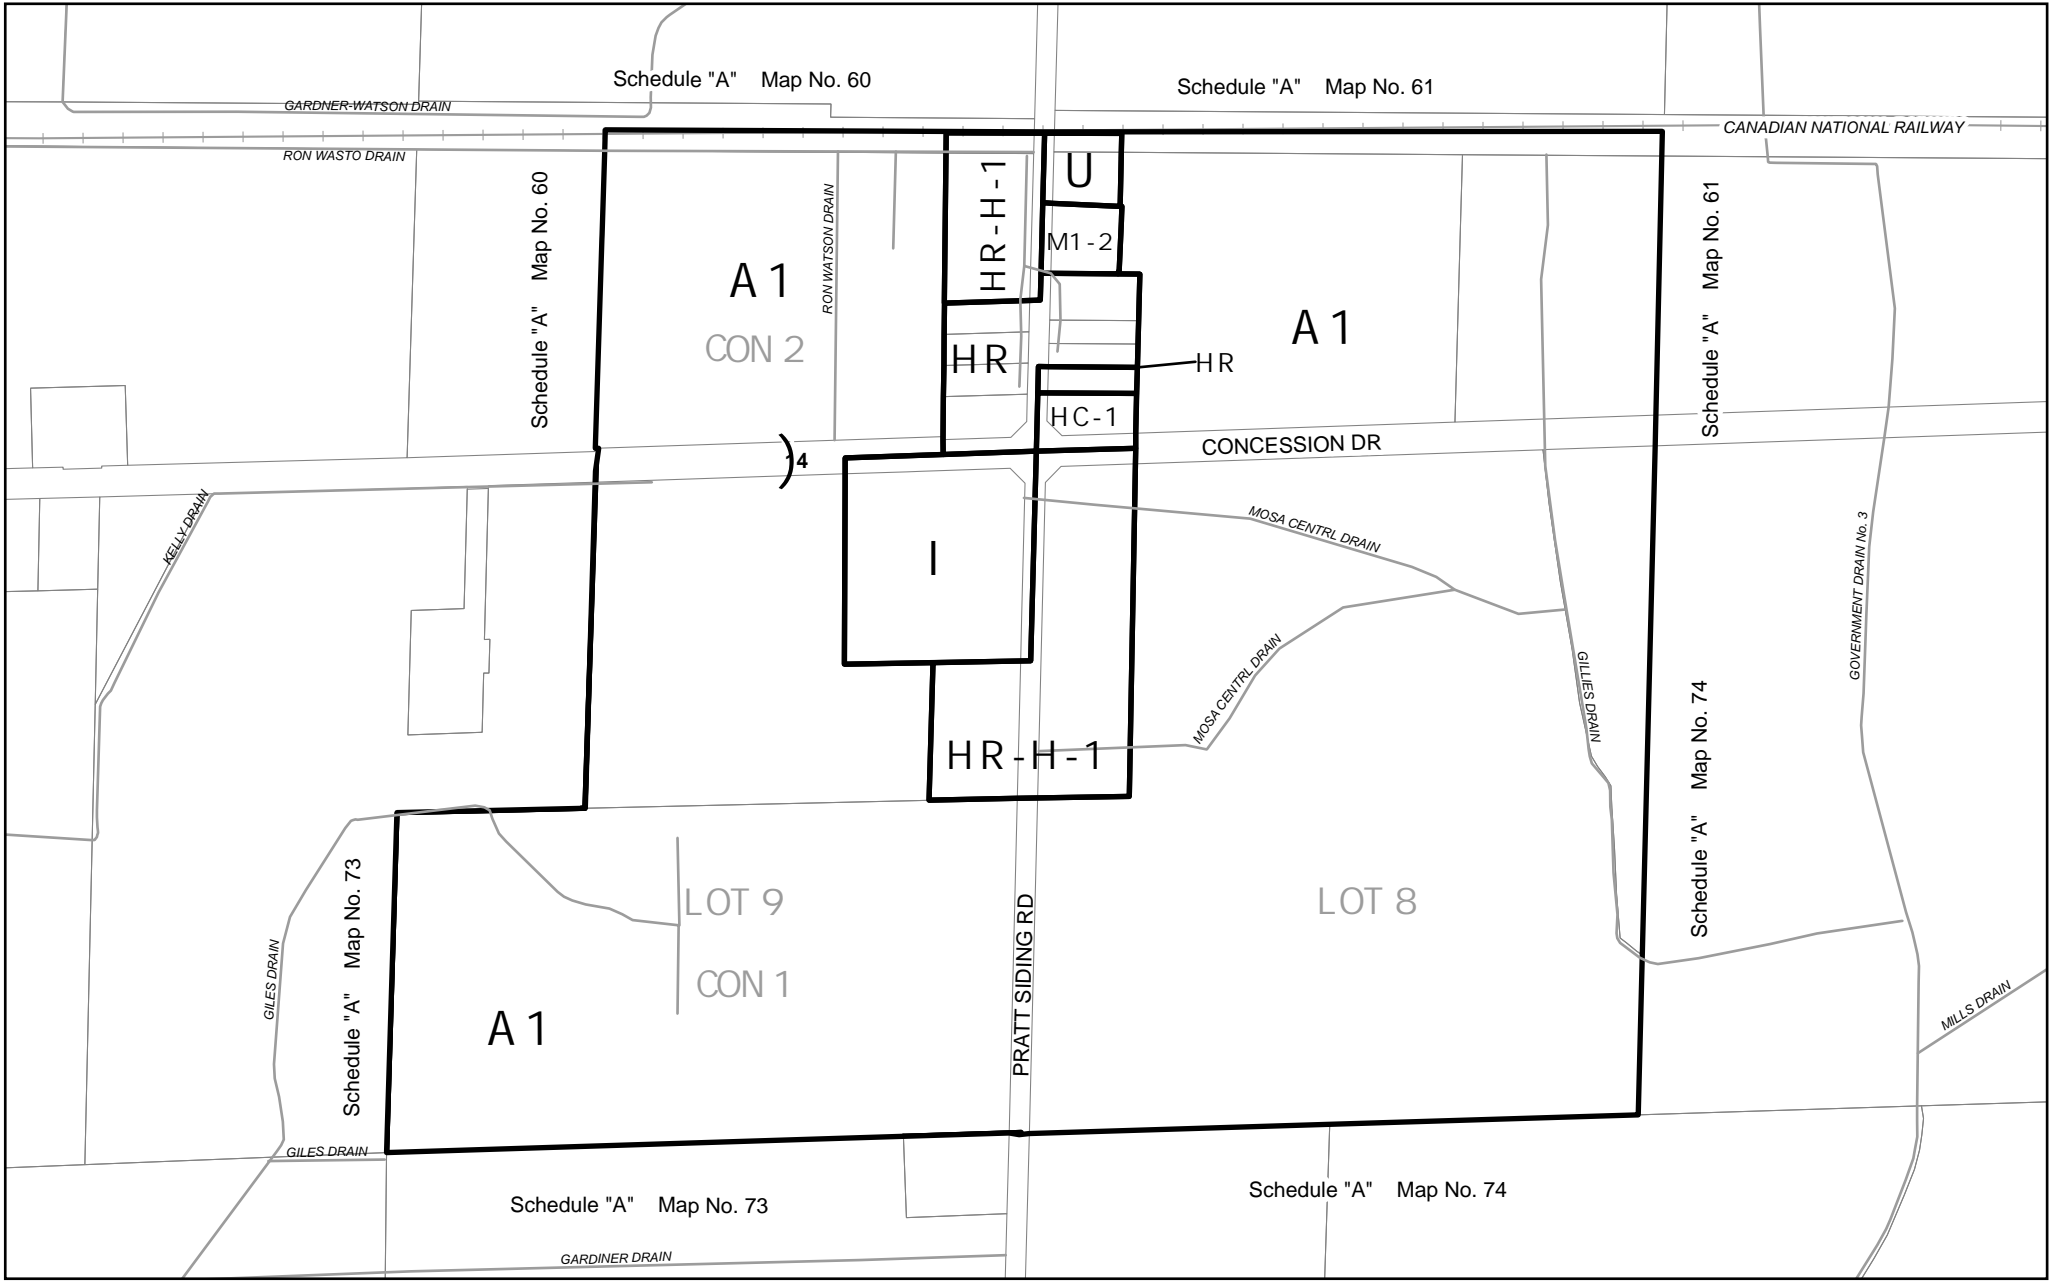 Schedule "A" Map No. 60
Schedule "A" Map No. 61
GARDNER-WATSON DRAIN
CANADIAN NATIONAL RAILWAY
RON WASTO DRAIN
Schedule "A" Map No. 60
RON WATSON DRAIN
HR-H-1
U
M1-2
Schedule "A" Map No. 61
A1
CON 2
A1
HR
HR
HC-1
CONCESSION DR
4
KELLY DRAIN
I
MOSA CENTRL DRAIN
GOVERNMENT DRAIN No. 3
MOSA CENTRL DRAIN
GILLIES DRAIN
Schedule "A" Map No. 74
HR-H-1
Schedule "A" Map No. 73
LOT 9
LOT 8
PRATT SIDING RD
GILES DRAIN
CON 1
A1
MILLS DRAIN
GILES DRAIN
Schedule "A" Map No. 73
Schedule "A" Map No. 74
GARDINER DRAIN